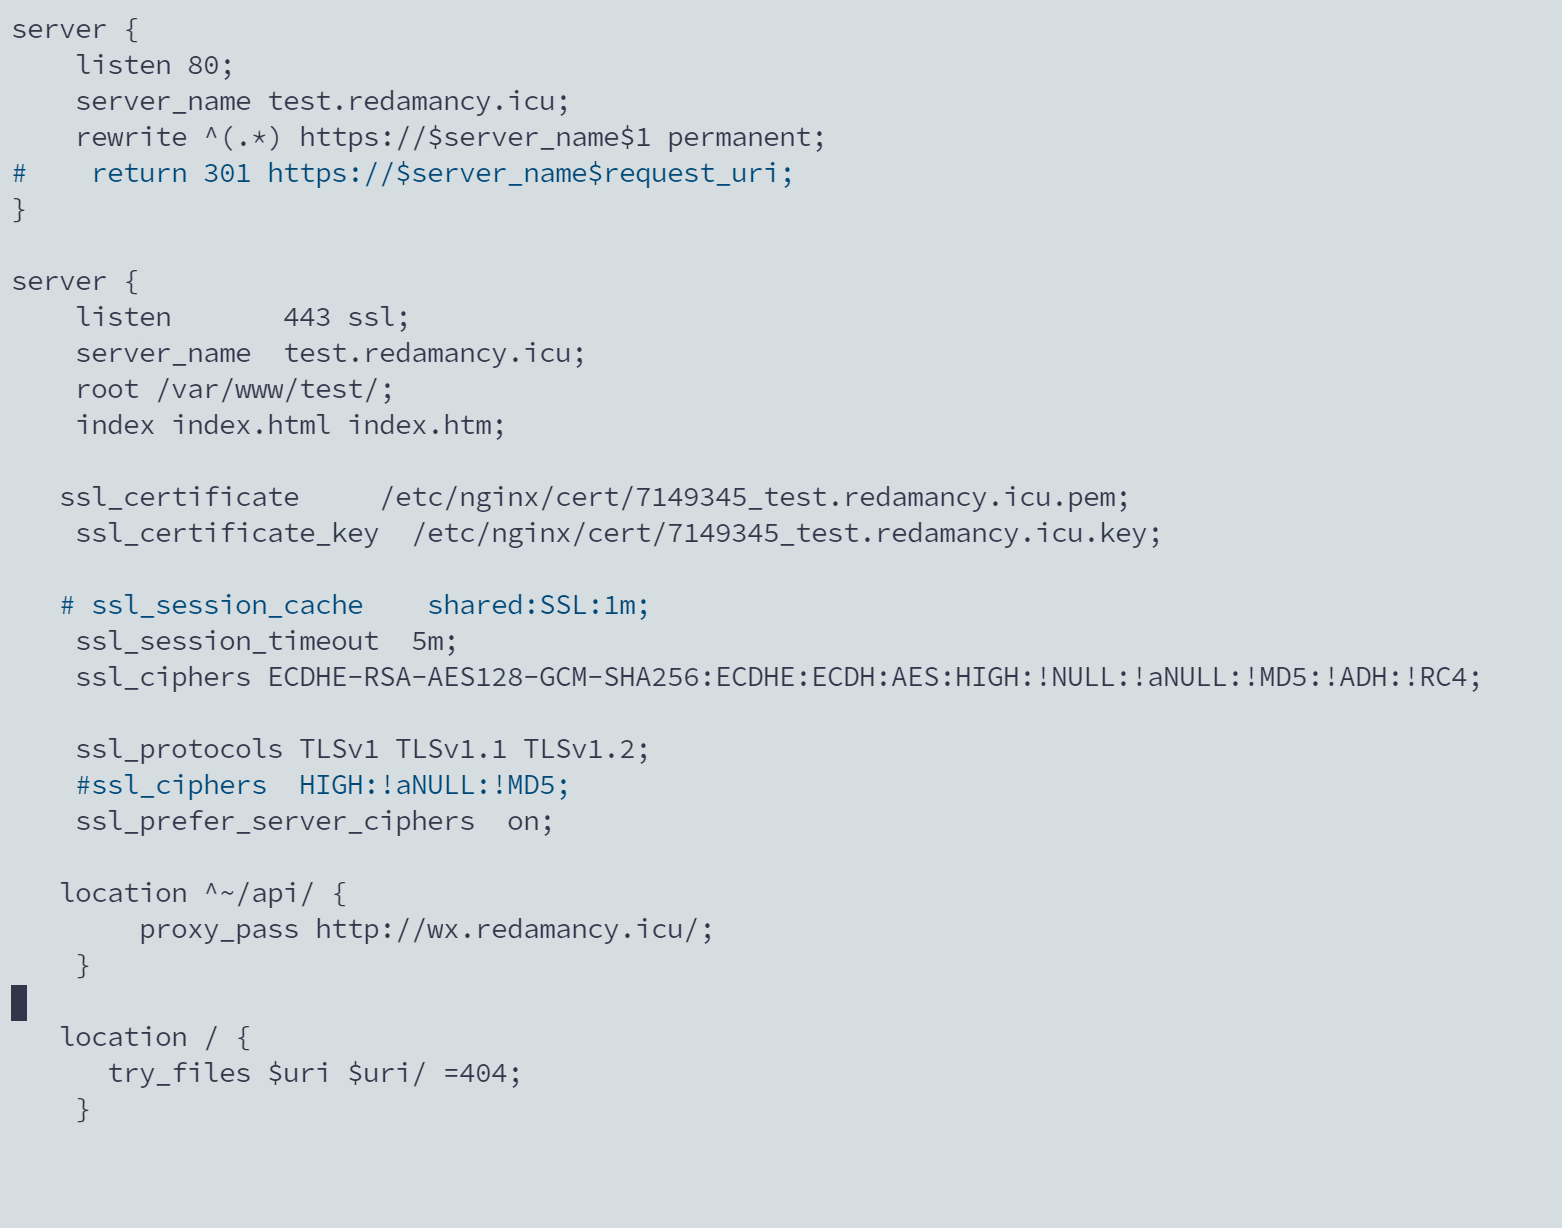 server {
    listen 80;
    server_name test.redamancy.icu;
    rewrite ^(.*) https://$server_name$1 permanent;
#    return 301 https://$server_name$request_uri;
}
server {
    listen       443 ssl;
    server_name  test.redamancy.icu;
    root /var/www/test/;
    index index.html index.htm;
   ssl_certificate     /etc/nginx/cert/7149345_test.redamancy.icu.pem;
    ssl_certificate_key  /etc/nginx/cert/7149345_test.redamancy.icu.key;
   # ssl_session_cache    shared:SSL:1m;
    ssl_session_timeout  5m;
    ssl_ciphers ECDHE-RSA-AES128-GCM-SHA256:ECDHE:ECDH:AES:HIGH:!NULL:!aNULL:!MD5:!ADH:!RC4;
    ssl_protocols TLSv1 TLSv1.1 TLSv1.2;
    #ssl_ciphers  HIGH:!aNULL:!MD5;
    ssl_prefer_server_ciphers  on;
   location ^~/api/ {
        proxy_pass http://wx.redamancy.icu/;
    }
   location / {
      try_files $uri $uri/ =404;
    }